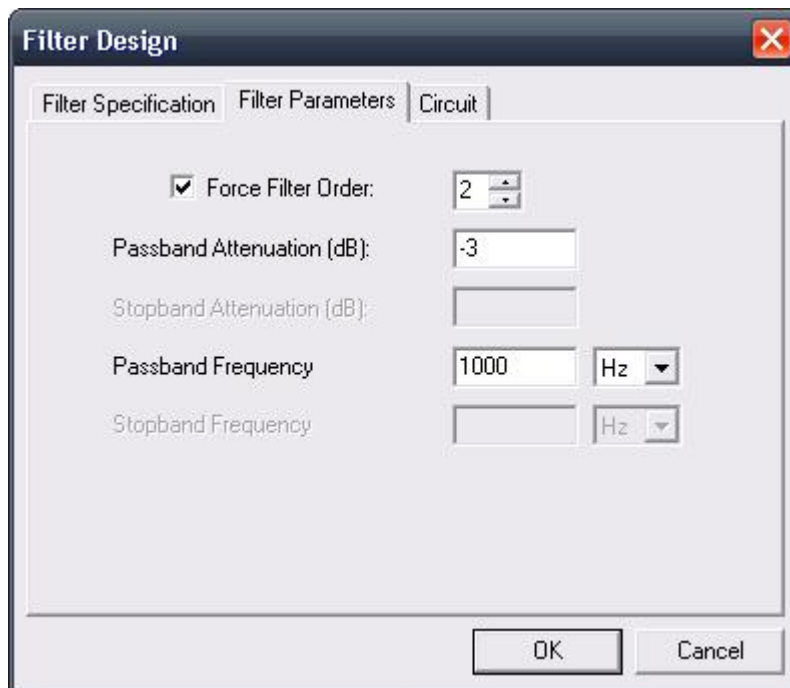 Filter Design
Filter Specification Filter Parameters Circuit
Force Filter Order: 2
Passband Attenuation (dB): -3
Stopband Attenuation (dB):
Passband Frequency 1000 Hz
Stopband Frequency Hz
OK Cancel